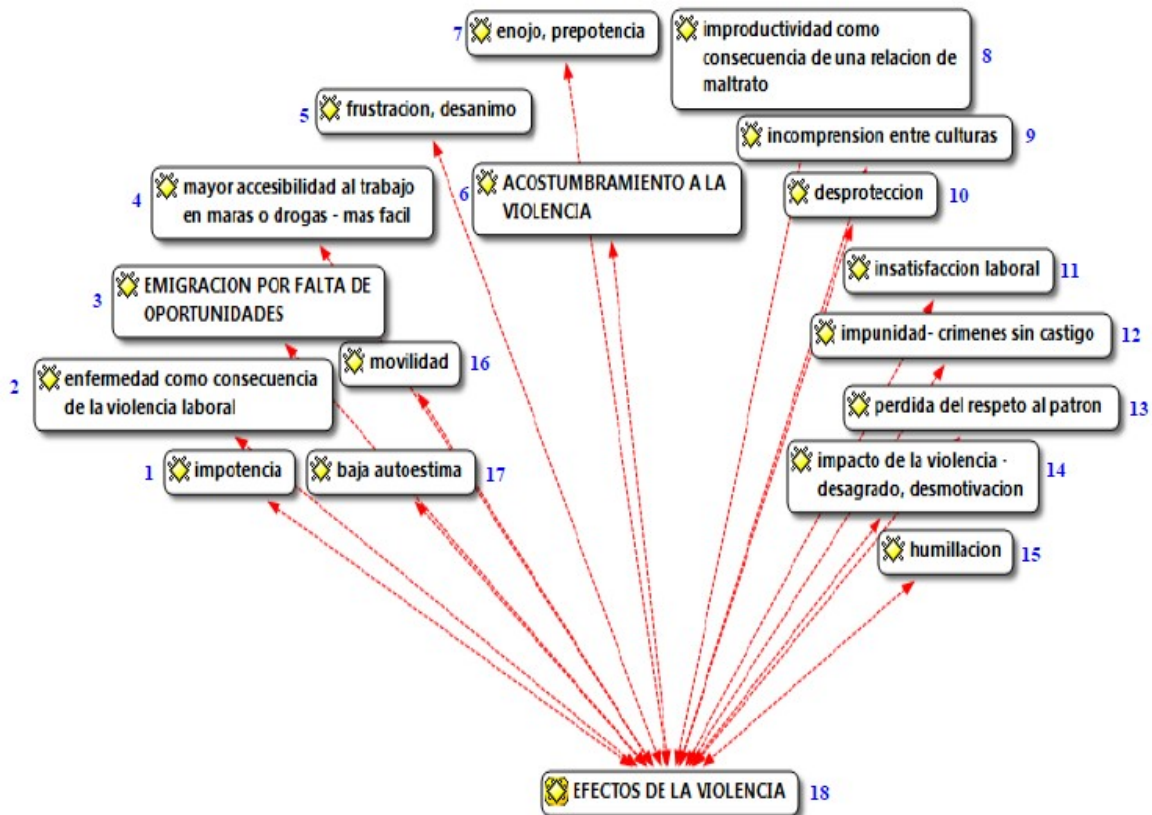 7 enojo, prepotencia
improductividad como
consecuencia de una relacion de
maltrato
8
5 frustracion, desanimo
incomprension entre culturas 9
4 mayor accesibilidad al trabajo
en maras o drogas - mas facil
6 ACOSTUMBRAMIENTO A LA
VIOLENCIA
desproteccion 10
3 EMIGRACION POR FALTA DE
OPORTUNIDADES
insatisfaccion laboral 11
impunidad- crimenes sin castigo 12
2 enfermedad como consecuencia
de la violencia laboral
movilidad 16
perdida del respeto al patron 13
1 impotencia
baja autoestima 17
impacto de la violencia -
desagrado, desmotivacion
14
humillacion 15
EFECTOS DE LA VIOLENCIA 18